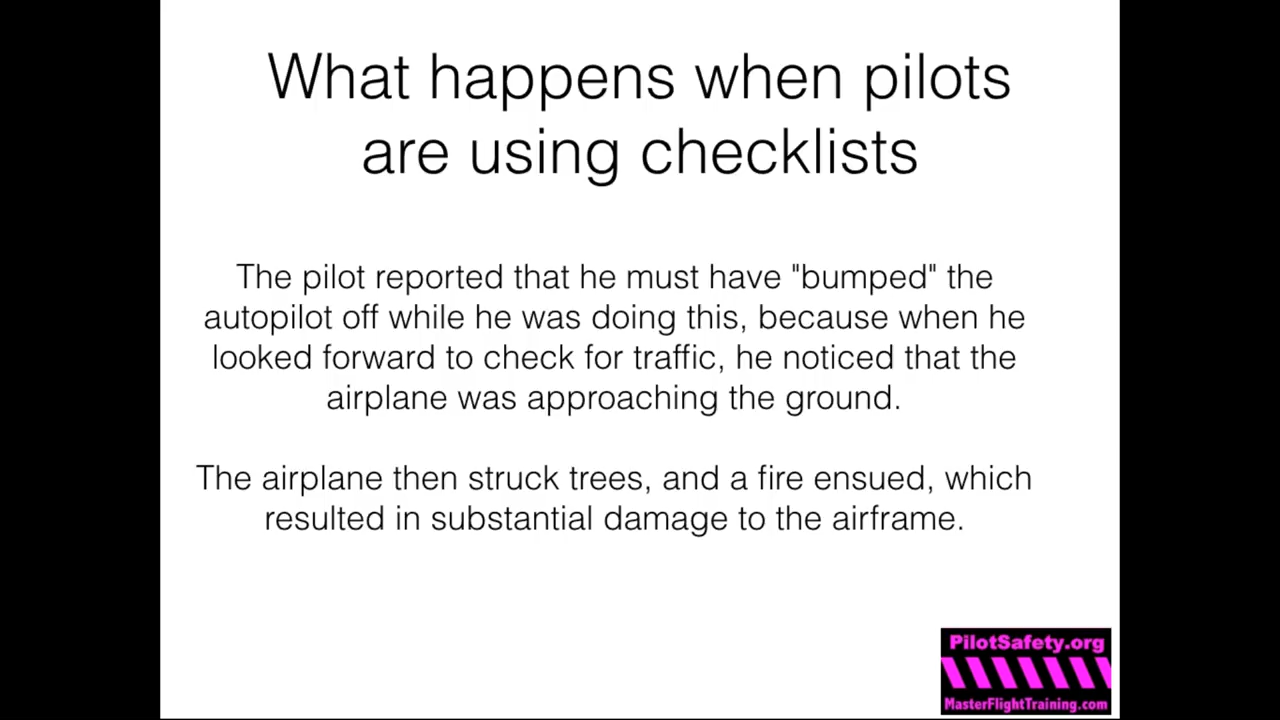 What happens when pilots
are using checklists
The pilot reported that he must have "bumped" the
autopilot off while he was doing this, because when he
looked forward to check for traffic, he noticed that the
airplane was approaching the ground.
The airplane then struck trees, and a fire ensued, which
resulted in substantial damage to the airframe.
PilotSafety.org
MasterFlightTraining.com